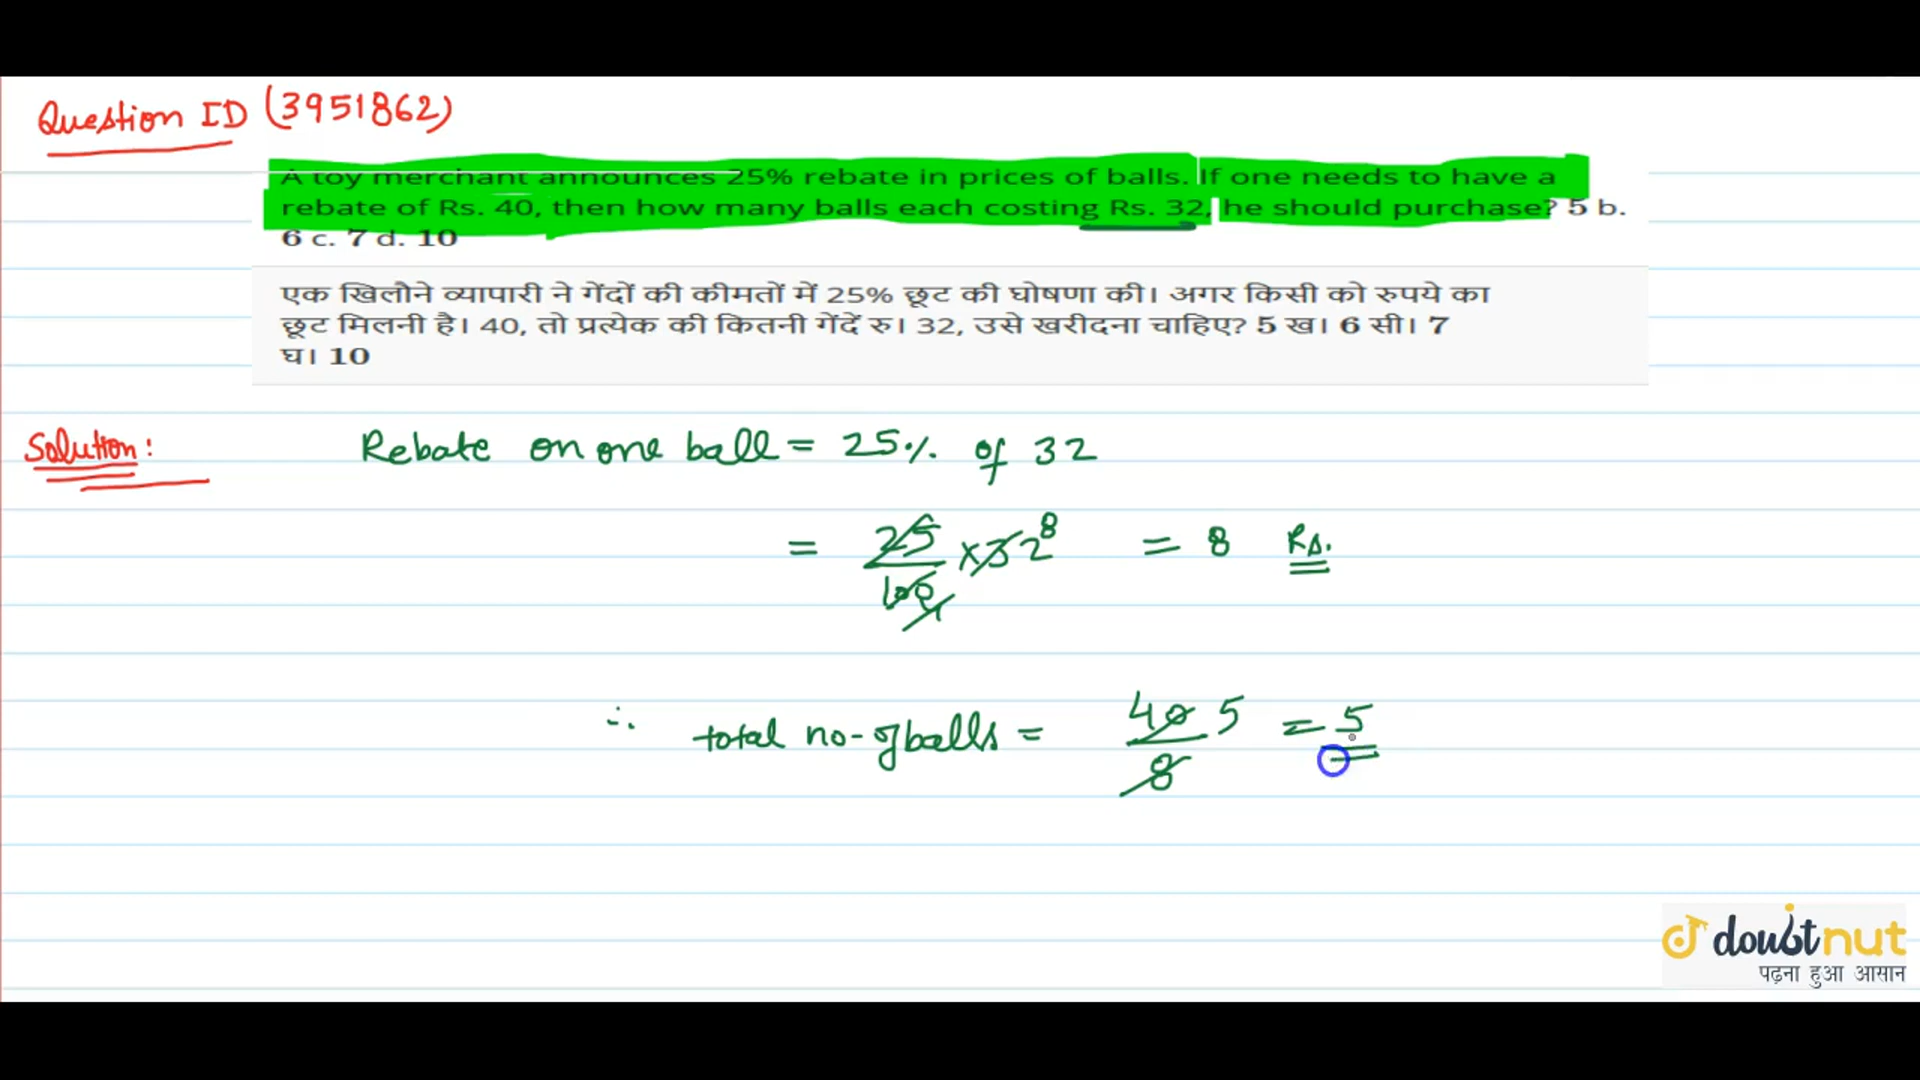 Question ID (3951862)
A toy merchant announces 25% rebate in prices of balls. If one needs to have a
rebate of Rs. 40, then how many balls each costing Rs. 32, he should purchase? 5 b.
6 c. 7 d. 10
एक खिलौने व्यापारी ने गेंदों की कीमतों में 25% छूट की घोषणा की। अगर किसी को रुपये का
छूट मिलनी है। 40, तो प्रत्येक की कितनी गेंदें रु। 32, उसे खरीदना चाहिए? 5 ख। 6 सी। 7
घ। 10
Solution: Rebate on one ball = 25% of 32
= 25/100 × 32 8 = 8 Rs.
4
∴ total no-of balls = 40/8 5 = 5
doubtnut
पढ़ना हुआ आसान